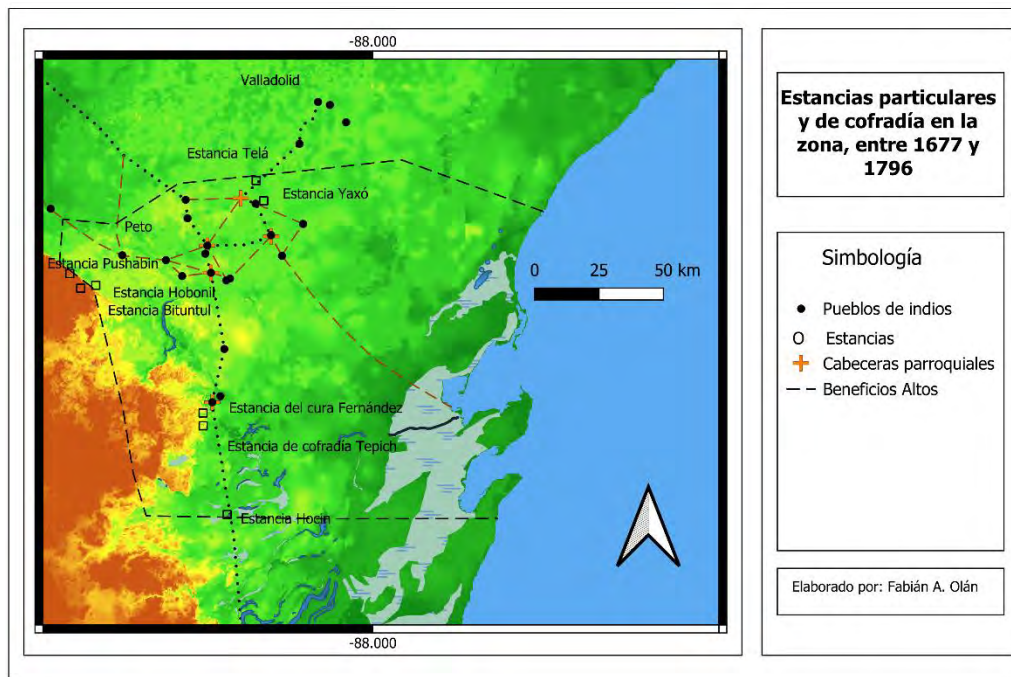 -88.000
Valladolid
Estancia Telá
Estancia Yaxó
Peto
Estancia Pushabin
Estancia Hobonil
Estancia Bituntul
0 25 50 km
Estancia del cura Fernández
Estancia de cofradía Tepich
Estancia Hocin
-88.000
Estancias particulares
y de cofradía en la
zona, entre 1677 y
1796
Simbología
Pueblos de indios
Estancias
Cabeceras parroquiales
Beneficios Altos
Elaborado por: Fabián A. Olán